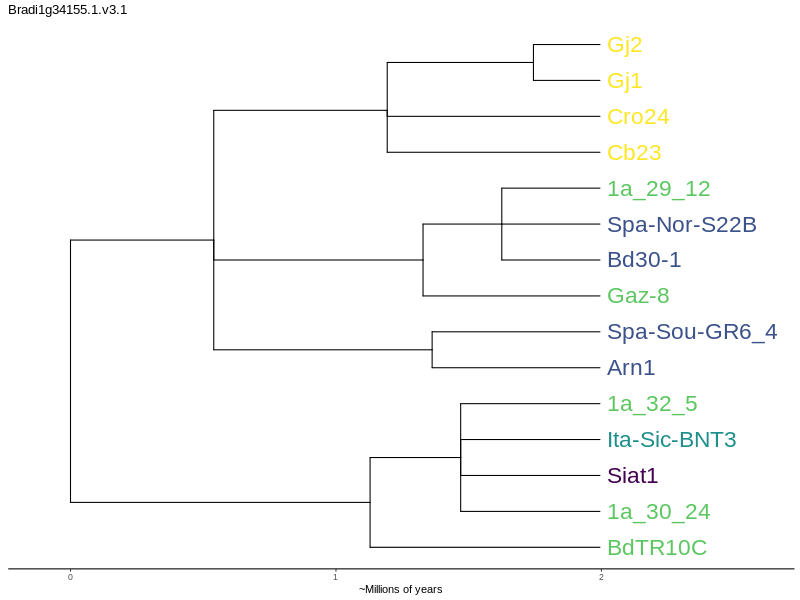 Bradi1g34155.1.v3.1
Gj2
Gj1
Cro24
Cb23
1a_29_12
Spa-Nor-S22B
Bd30-1
Gaz-8
Spa-Sou-GR6_4
Arn1
1a_32_5
Ita-Sic-BNT3
Siat1
1a_30_24
BdTR10C
0 1 2
~Millions of years